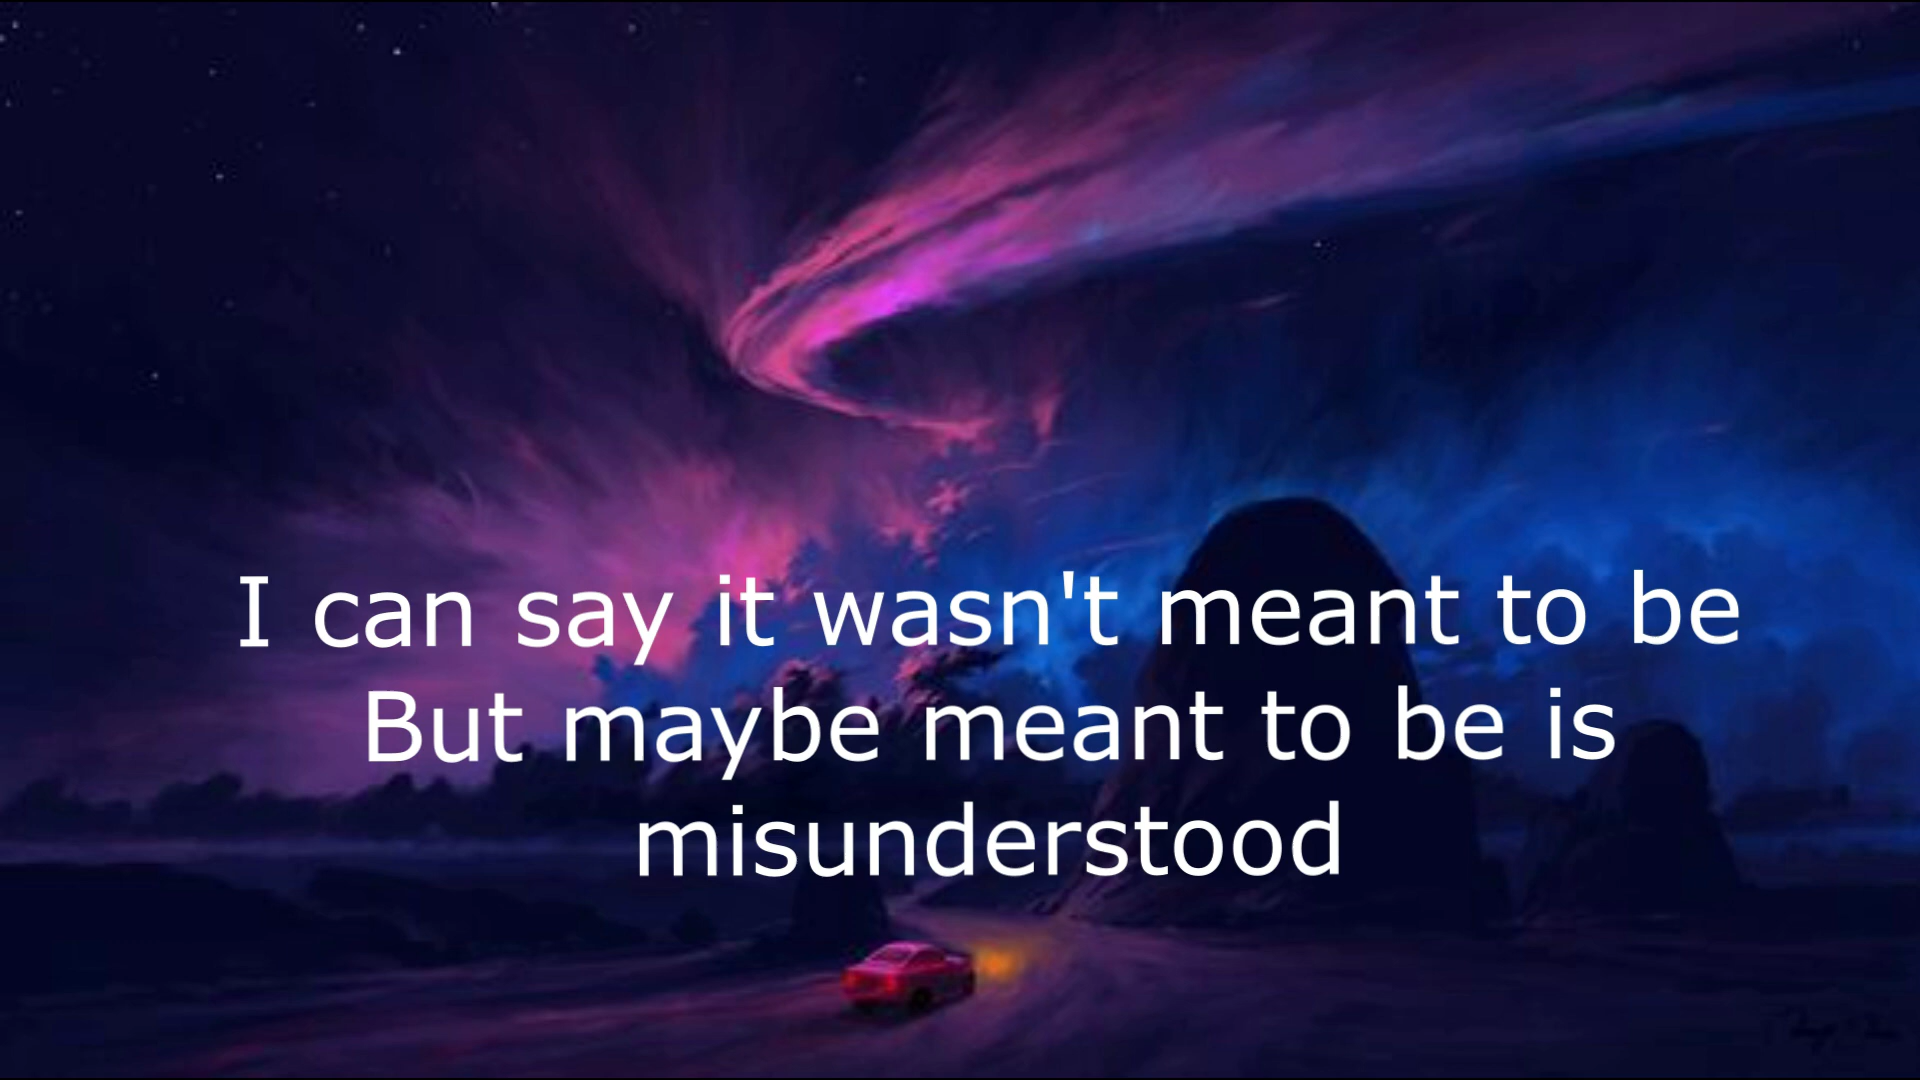 I can say it wasn't meant to be
But maybe meant to be is
misunderstood